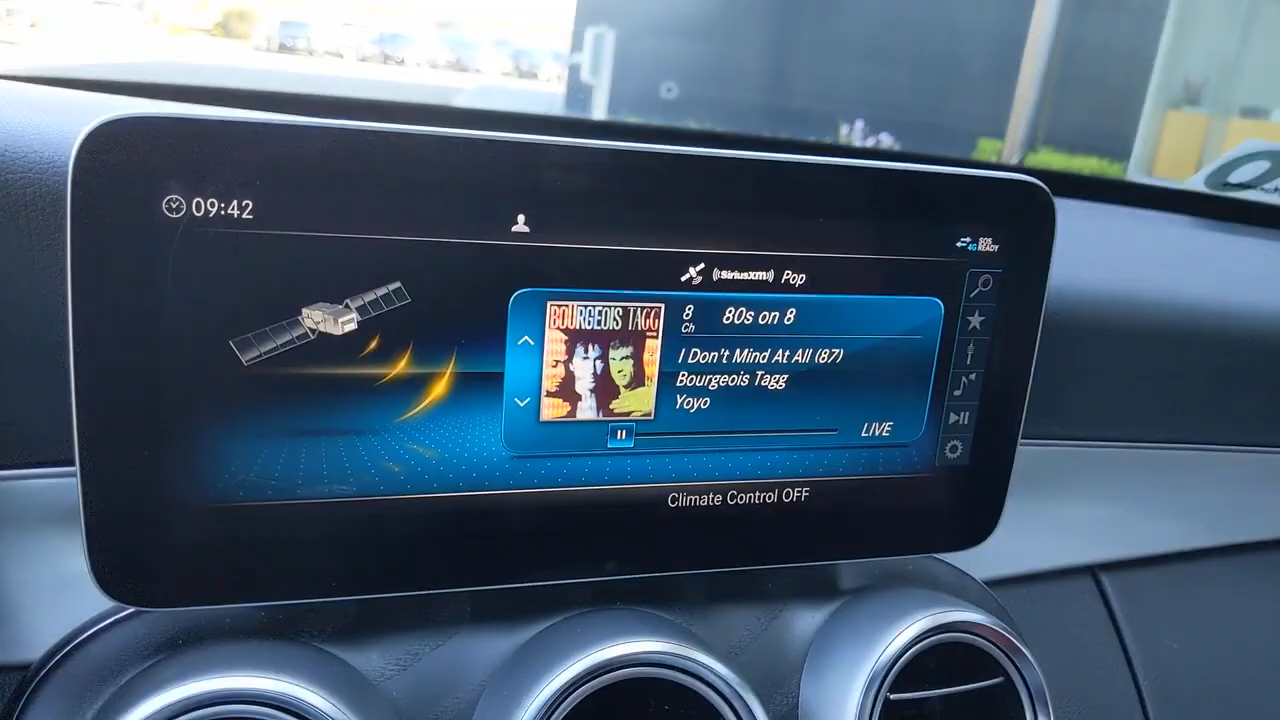 09:42
4G SOS READY
SiriusXM Pop
8 Ch 80s on 8
BOURGEOIS TAGG
I Don't Mind At All (87)
Bourgeois Tagg
Yoyo
LIVE
Climate Control OFF